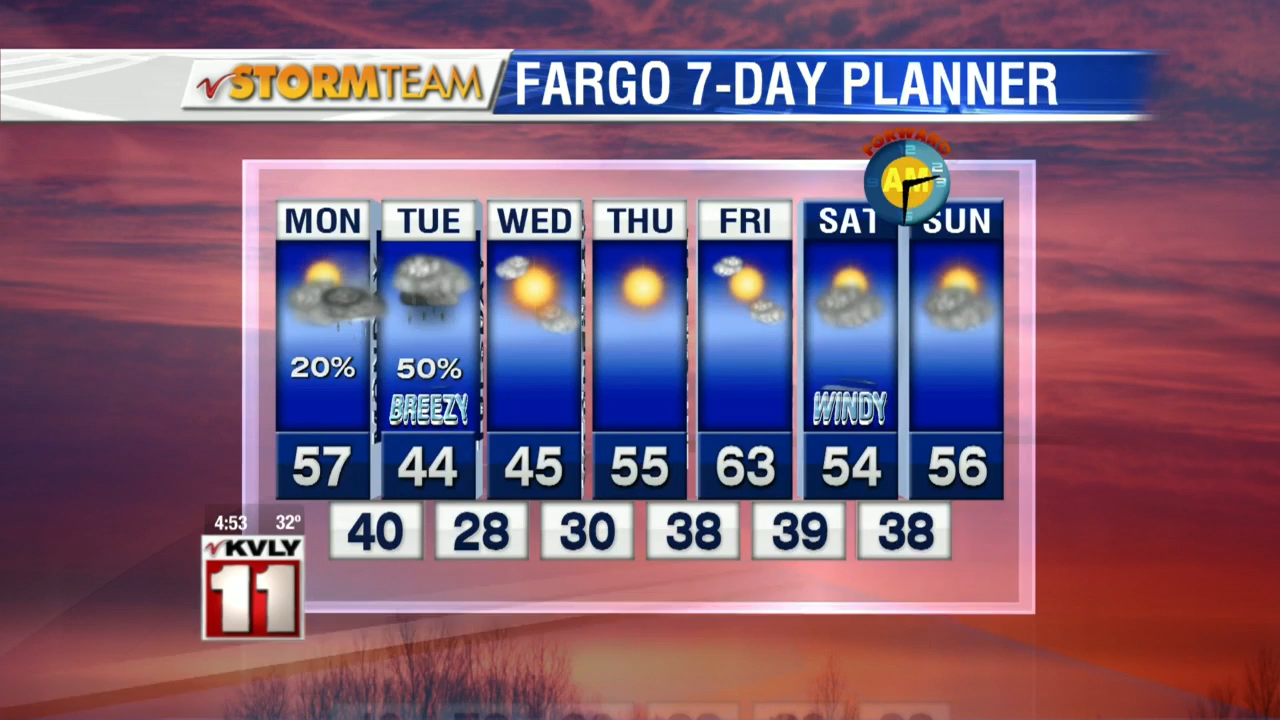 STORMTEAM FARGO 7-DAY PLANNER
FORWARD
AM
MON TUE WED THU FRI SAT SUN
20% 50%
BREEZY WINDY
57 44 45 55 63 54 56
40 28 30 38 39 38
4:53 32º
KVLY
11